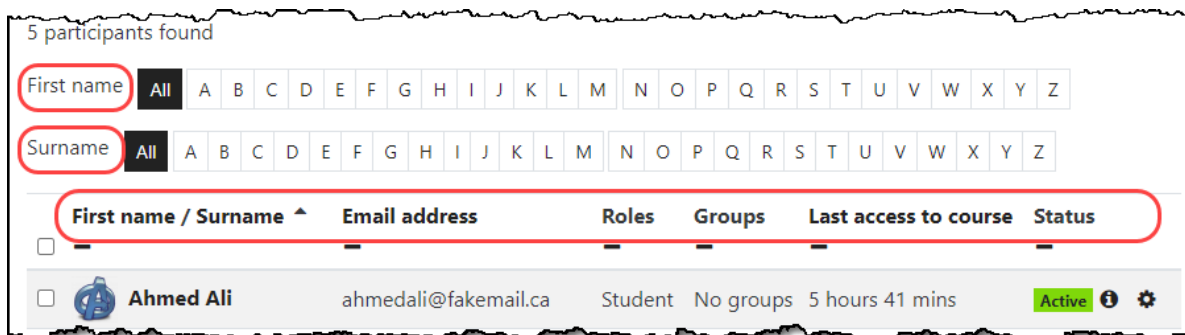 5 participants found
First name All A B C D E F G H I J K L M N O P Q R S T U V W X Y Z
Surname All A B C D E F G H I J K L M N O P Q R S T U V W X Y Z
First name / Surname Email address Roles Groups Last access to course Status
Ahmed Ali ahmedali@fakemail.ca Student No groups 5 hours 41 mins Active